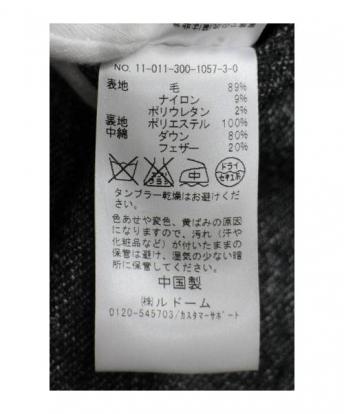 NO. 11-011-300-1057-3-0
表地 毛 89%
ナイロン 9%
ポリウレタン 2%
裏地 ポリエステル 100%
中綿 ダウン 80%
フェザー 20%
中 ドライ セキユ系
タンブラー乾燥はお避けくだ
さい。
色あせや変色、黄ばみの原因
になりますので、汚れ（汗や
化粧品など）が付いたままの
保管は避け、湿気の少ない暗
所に保管してください。
中国製
㈱ルドーム
0120-545703/カスタマーサポート